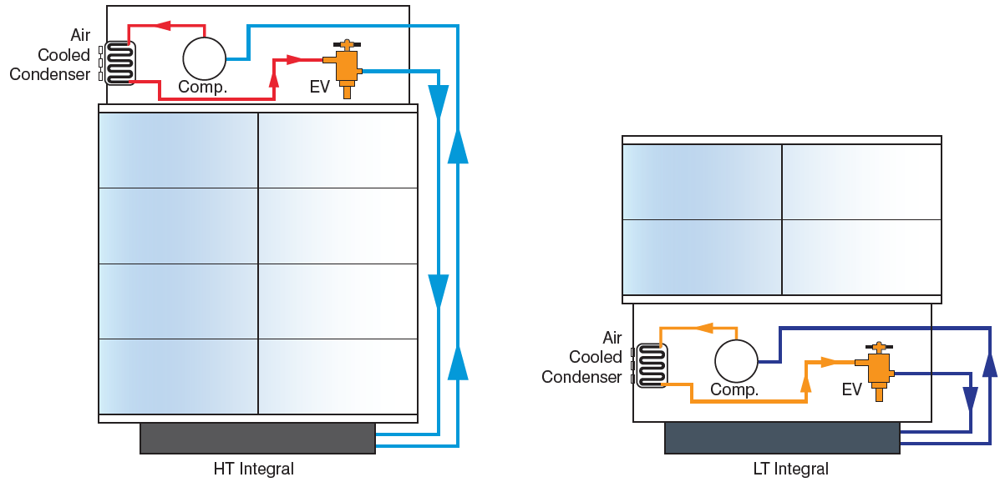 Air
Cooled
Condenser
Comp.
EV
HT Integral
Air
Cooled
Condenser
Comp.
EV
LT Integral